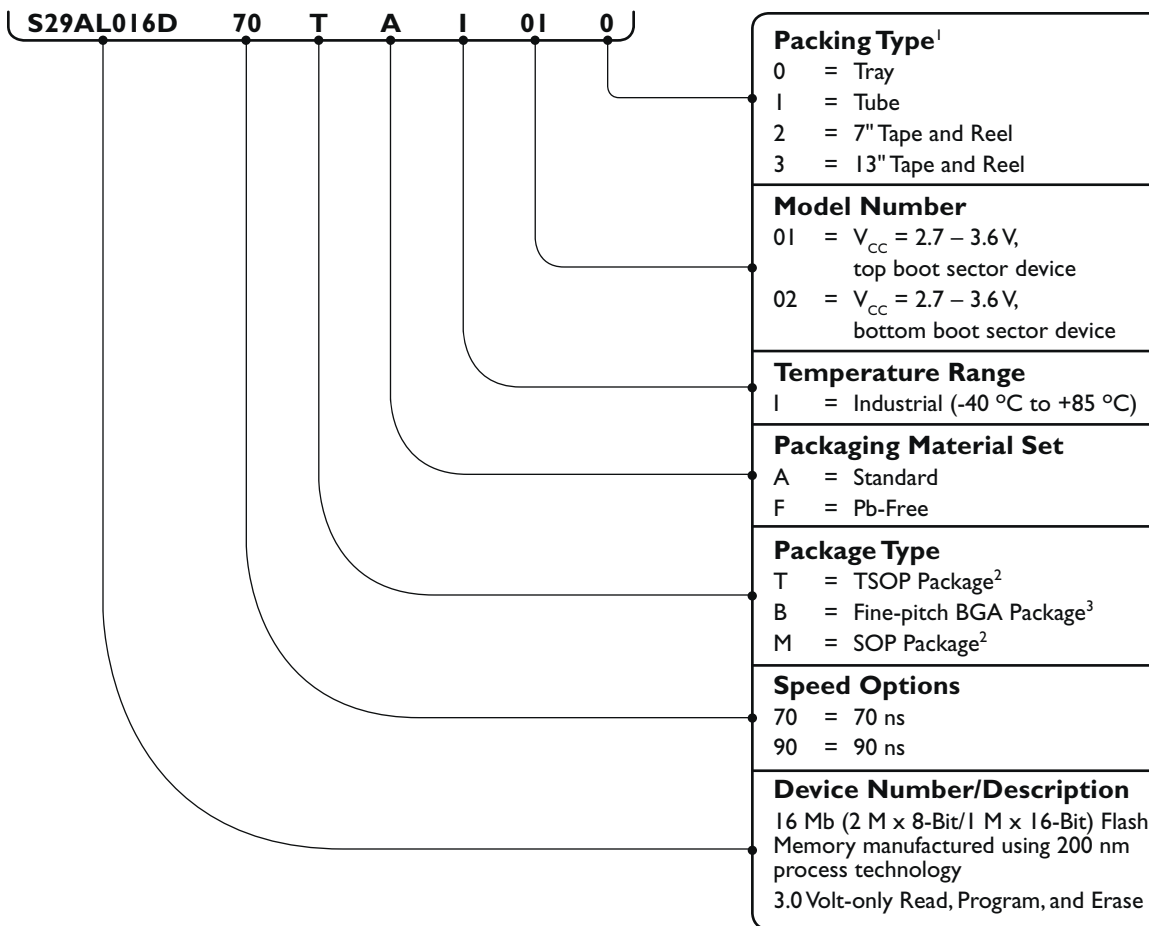 S29AL016D 70 T A I 01 0
Packing Type¹
0 = Tray
1 = Tube
2 = 7" Tape and Reel
3 = 13" Tape and Reel
Model Number
01 = VCC = 2.7 – 3.6 V,
top boot sector device
02 = VCC = 2.7 – 3.6 V,
bottom boot sector device
Temperature Range
I = Industrial (-40 ºC to +85 ºC)
Packaging Material Set
A = Standard
F = Pb-Free
Package Type
T = TSOP Package²
B = Fine-pitch BGA Package³
M = SOP Package²
Speed Options
70 = 70 ns
90 = 90 ns
Device Number/Description
16 Mb (2 M x 8-Bit/1 M x 16-Bit) Flash
Memory manufactured using 200 nm
process technology
3.0 Volt-only Read, Program, and Erase